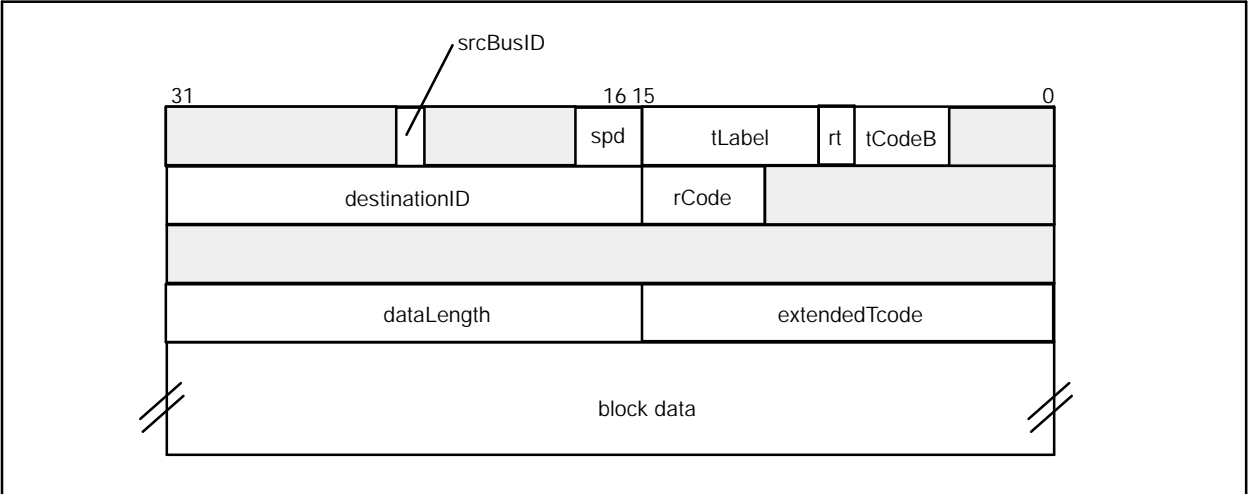 srcBusID
31 16 15 0
spd tLabel rt tCodeB
destinationID rCode
dataLength extendedTcode
block data